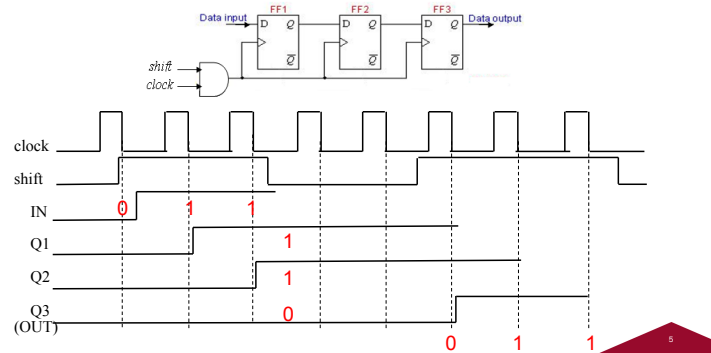 FF1 FF2 FF3
Data input D Q D Q D Q Data output
Q Q Q
shift
clock
clock
shift
IN 0 1 1
Q1 1
Q2 1
Q3 0
(OUT)
0 1 1
5